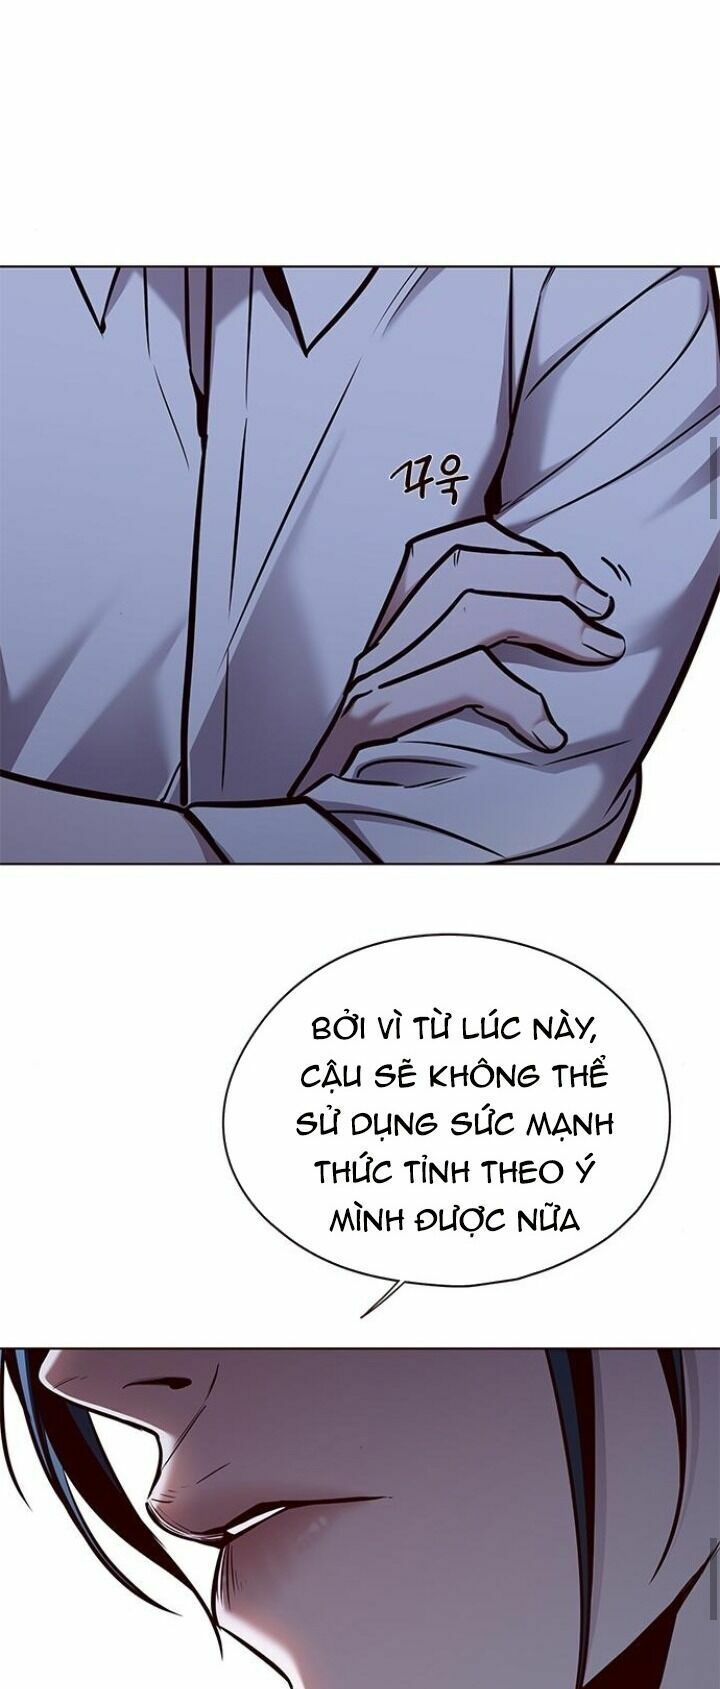 꾸욱
BỞI VÌ TỪ LÚC NÀY,
CẬU SẼ KHÔNG THỂ
SỬ DỤNG SỨC MẠNH
THỨC TỈNH THEO Ý
MÌNH ĐƯỢC NỮA